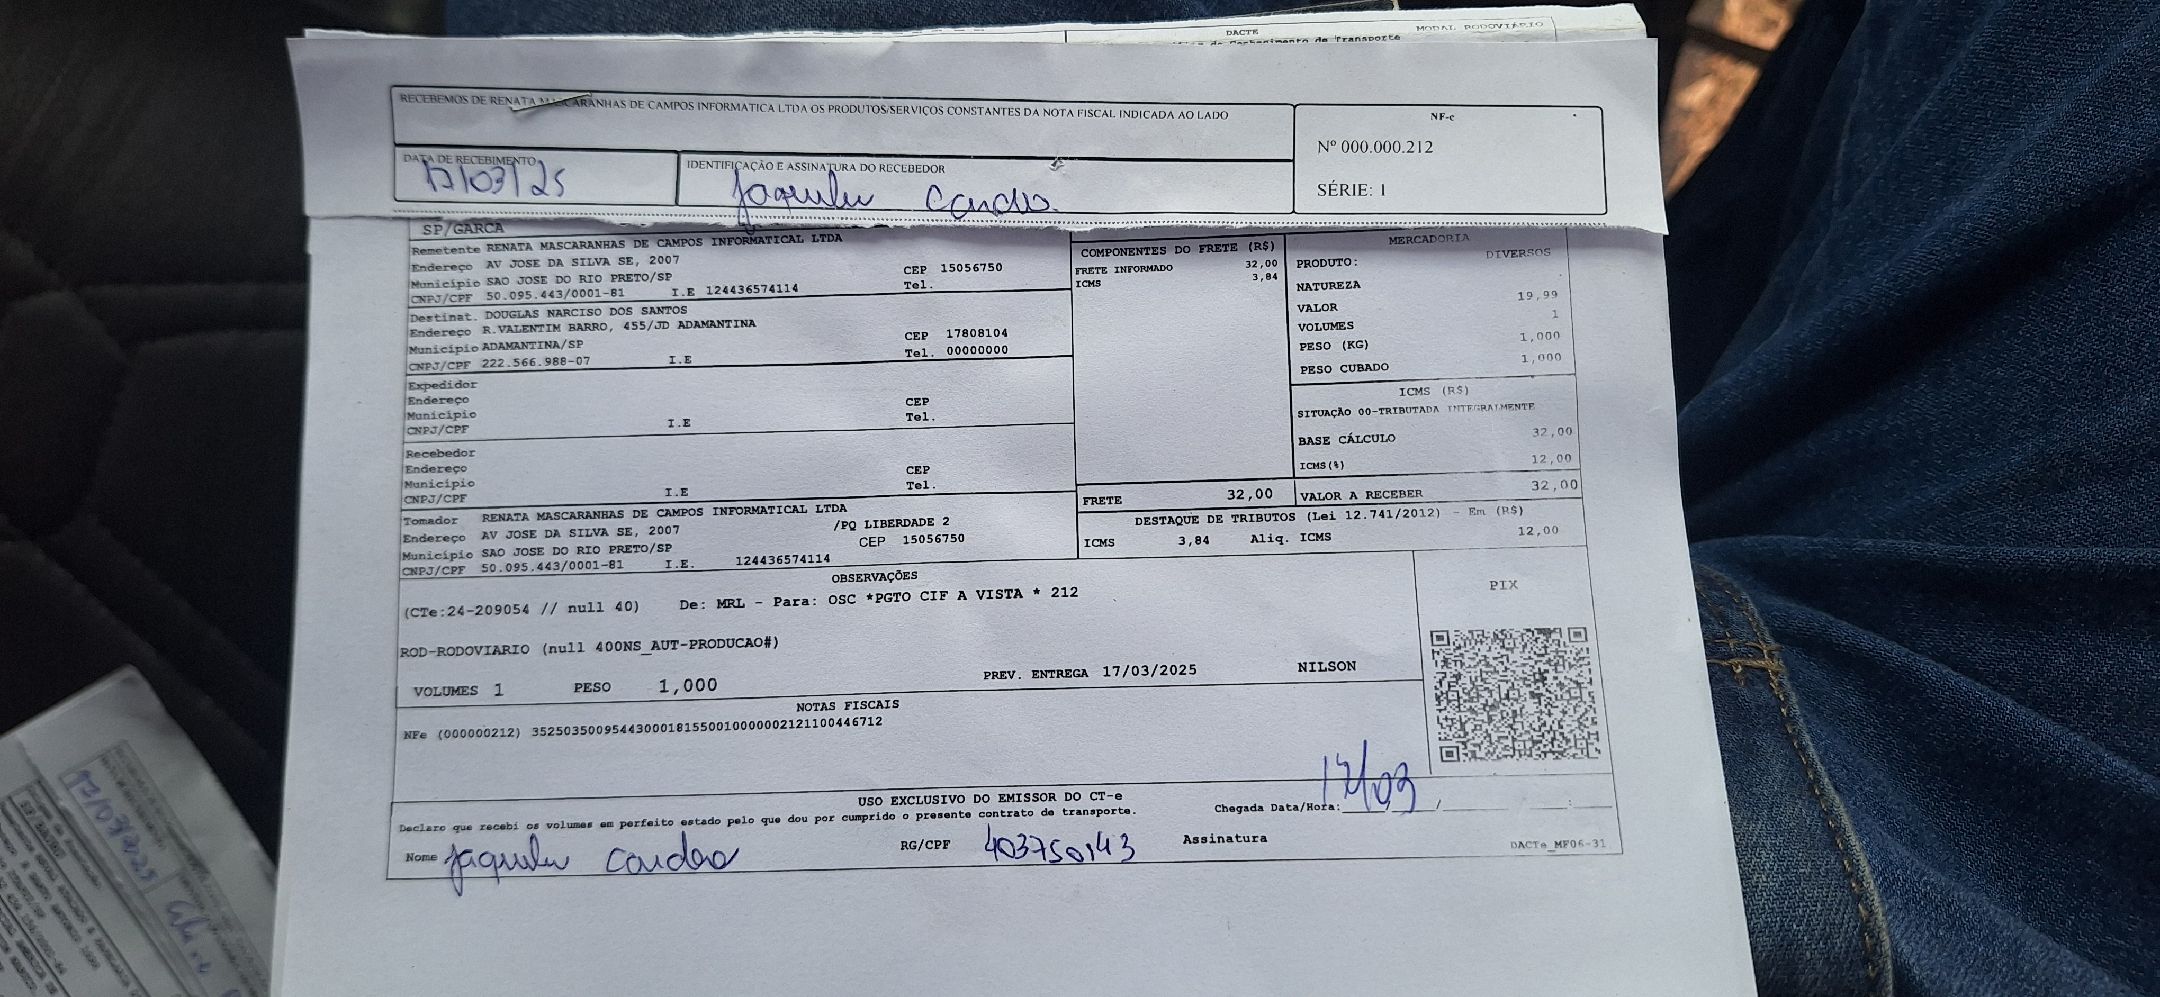 DACTE
MODAL RODOVIÁRIO
de Conhecimento de Transporte
RECEBEMOS DE RENATA MASCARANHAS DE CAMPOS INFORMATICA LTDA OS PRODUTOS/SERVIÇOS CONSTANTES DA NOTA FISCAL INDICADA AO LADO
NF-e
Nº 000.000.212
SÉRIE: 1
DATA DE RECEBIMENTO
17/03/25
IDENTIFICAÇÃO E ASSINATURA DO RECEBEDOR
SP/GARCA
Remetente RENATA MASCARANHAS DE CAMPOS INFORMATICAL LTDA
Endereço AV JOSE DA SILVA SE, 2007
Município SAO JOSE DO RIO PRETO/SP CEP 15056750
CNPJ/CPF 50.095.443/0001-81 I.E 124436574114 Tel.
Destinat. DOUGLAS NARCISO DOS SANTOS
Endereço R.VALENTIM BARRO, 455/JD ADAMANTINA
Município ADAMANTINA/SP CEP 17808104
CNPJ/CPF 222.566.988-07 I.E Tel. 00000000
Expedidor
Endereço
Município CEP
CNPJ/CPF I.E Tel.
Recebedor
Endereço
Município CEP
CNPJ/CPF I.E Tel.
Tomador RENATA MASCARANHAS DE CAMPOS INFORMATICAL LTDA
Endereço AV JOSE DA SILVA SE, 2007 /PQ LIBERDADE 2
Município SAO JOSE DO RIO PRETO/SP CEP 15056750
CNPJ/CPF 50.095.443/0001-81 I.E. 124436574114
COMPONENTES DO FRETE (R$)
FRETE INFORMADO 32,00
ICMS 3,84
FRETE 32,00
MERCADORIA
PRODUTO: DIVERSOS
NATUREZA
VALOR 19,99
VOLUMES 1
PESO (KG) 1,000
PESO CUBADO 1,000
ICMS (R$)
SITUAÇÃO 00-TRIBUTADA INTEGRALMENTE
BASE CÁLCULO 32,00
ICMS(%) 12,00
VALOR A RECEBER 32,00
DESTAQUE DE TRIBUTOS (Lei 12.741/2012) - Em (R$)
ICMS 3,84 Aliq. ICMS 12,00
OBSERVAÇÕES
(CTe:24-209054 // null 40) De: MRL - Para: OSC *PGTO CIF A VISTA * 212
ROD-RODOVIARIO (null 400NS_AUT-PRODUCAO#)
VOLUMES 1 PESO 1,000 PREV. ENTREGA 17/03/2025 NILSON
PIX
NOTAS FISCAIS
NFe (000000212) 35250350095443000181550010000002121100446712
USO EXCLUSIVO DO EMISSOR DO CT-e
Declaro que recebi os volumes em perfeito estado pelo que dou por cumprido o presente contrato de transporte.
Chegada Data/Hora: 17/03
Nome RG/CPF 403750143 Assinatura
DACTe_MF06-31